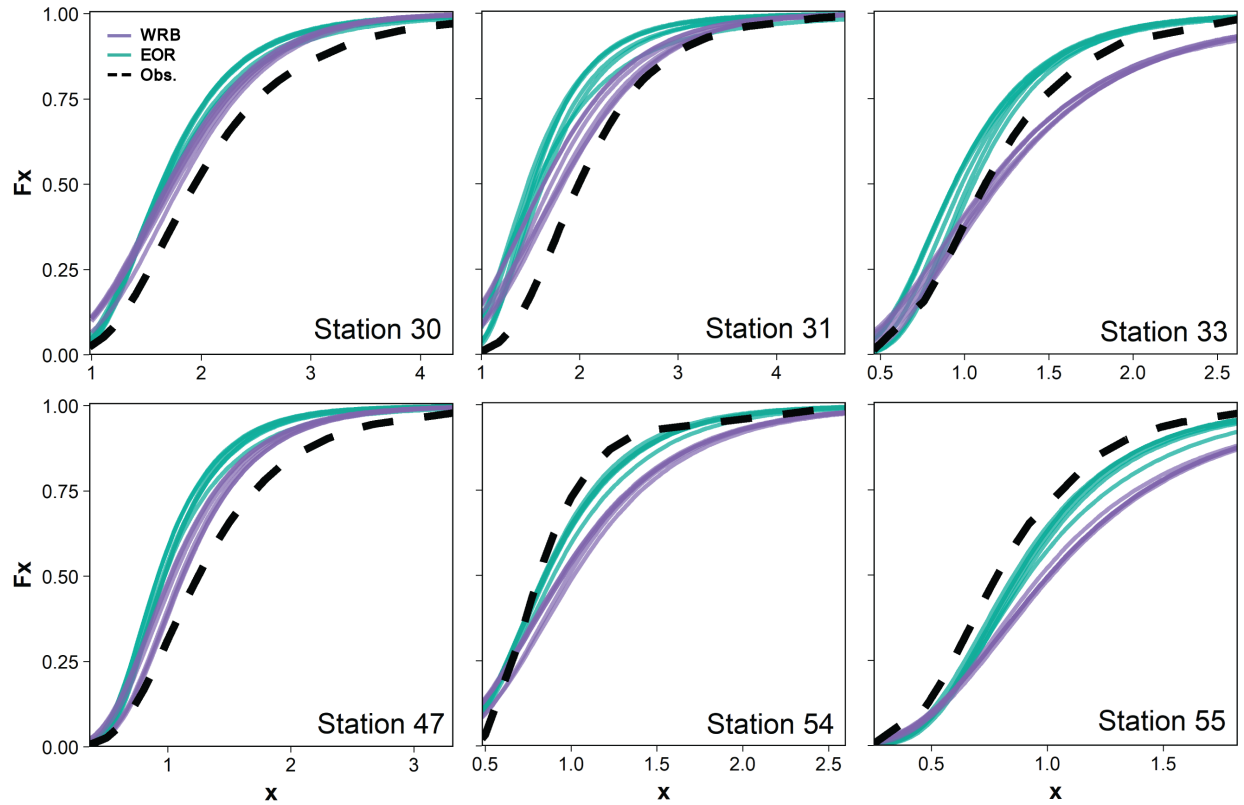 WRB
EOR
Obs.
1.00
0.75
0.50
0.25
0.00
Fx
Station 30
Station 31
Station 33
1 2 3 4
1 2 3 4
0.5 1.0 1.5 2.0 2.5
1.00
0.75
0.50
0.25
0.00
Fx
Station 47
Station 54
Station 55
1 2 3
0.5 1.0 1.5 2.0 2.5
0.5 1.0 1.5
x x x